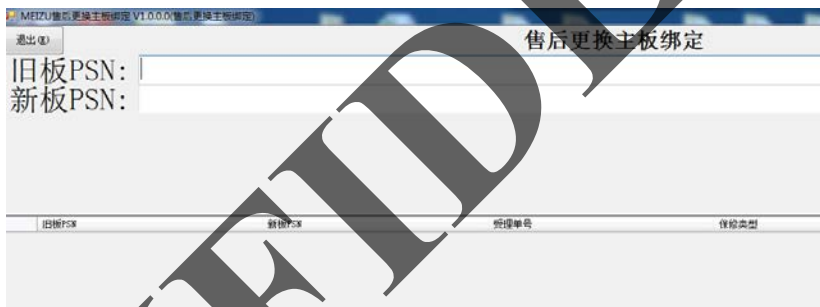 MEIZU售后更换主板绑定 V1.0.0.0(售后更换主板绑定)
退出(E) 售后更换主板绑定
旧板PSN:
新板PSN:
旧板PSN 新板PSN 受理单号 保修类型